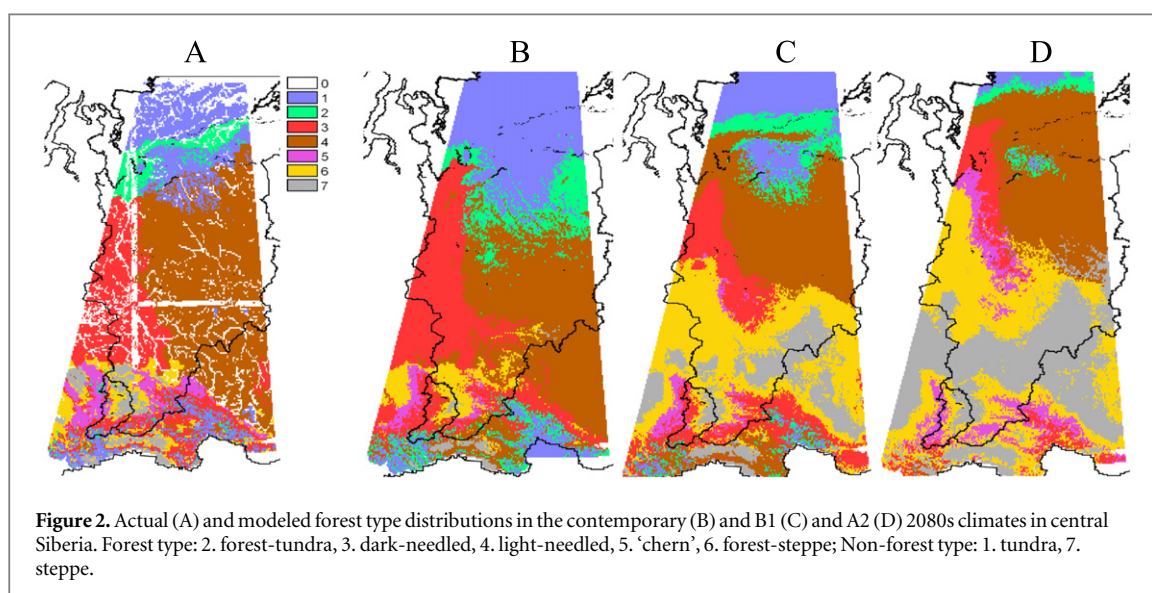 A
B
C
D
0
1
2
3
4
5
6
7
Figure 2. Actual (A) and modeled forest type distributions in the contemporary (B) and B1 (C) and A2 (D) 2080s climates in central
Siberia. Forest type: 2. forest-tundra, 3. dark-needled, 4. light-needled, 5. ‘chern’, 6. forest-steppe; Non-forest type: 1. tundra, 7.
steppe.